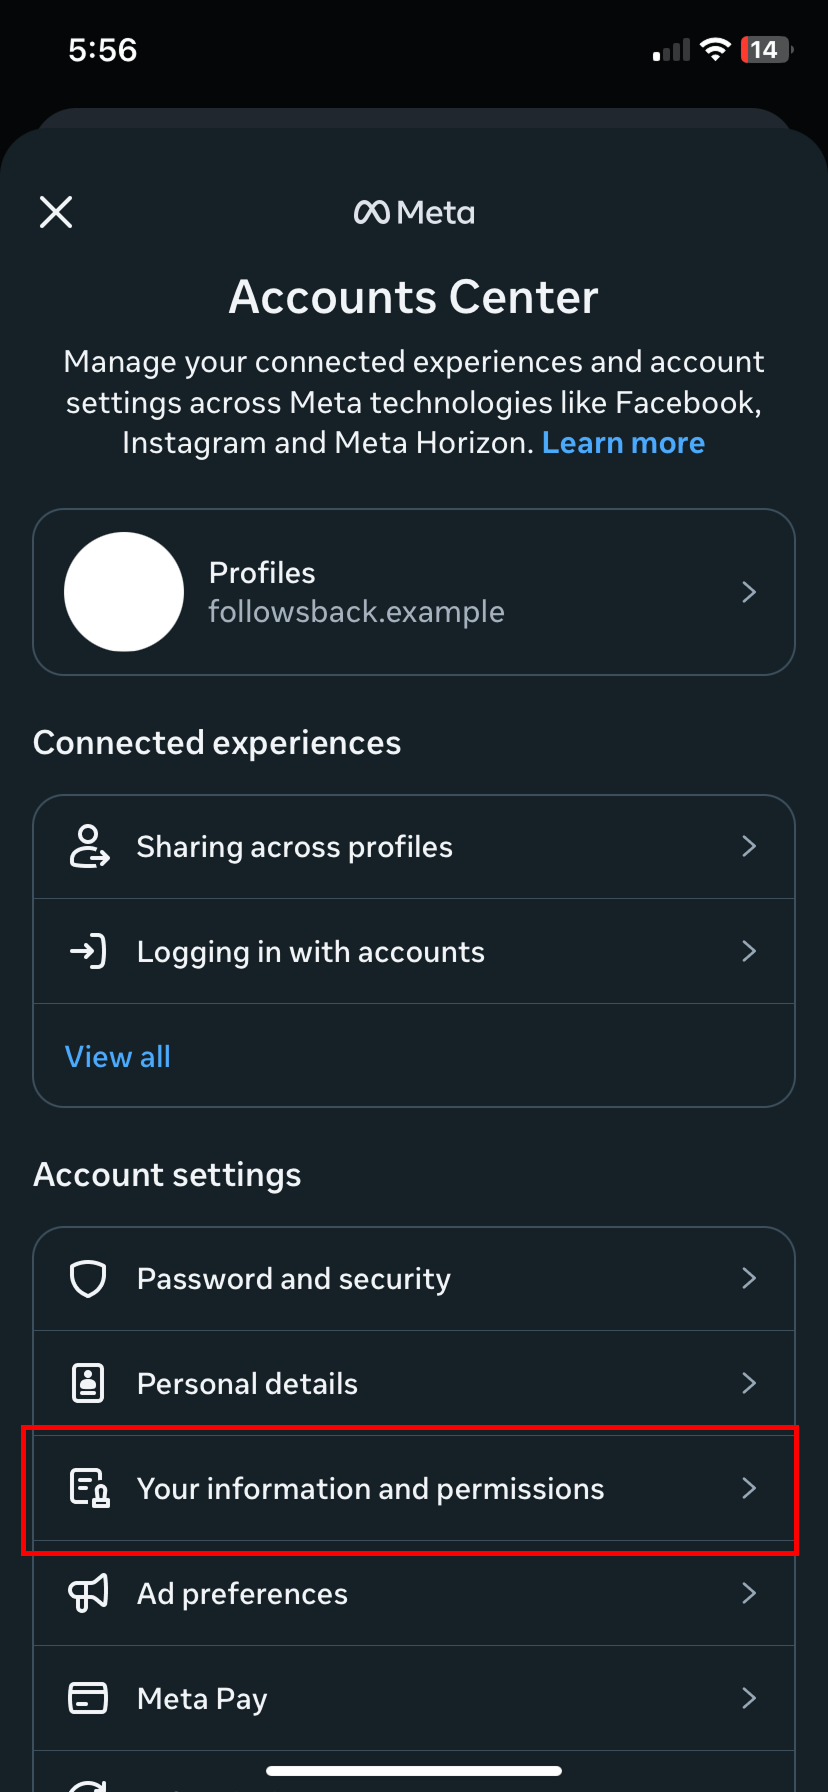 5:56
14
Meta
Accounts Center
Manage your connected experiences and account
settings across Meta technologies like Facebook,
Instagram and Meta Horizon. Learn more
Profiles
followsback.example
Connected experiences
Sharing across profiles
Logging in with accounts
View all
Account settings
Password and security
Personal details
Your information and permissions
Ad preferences
Meta Pay